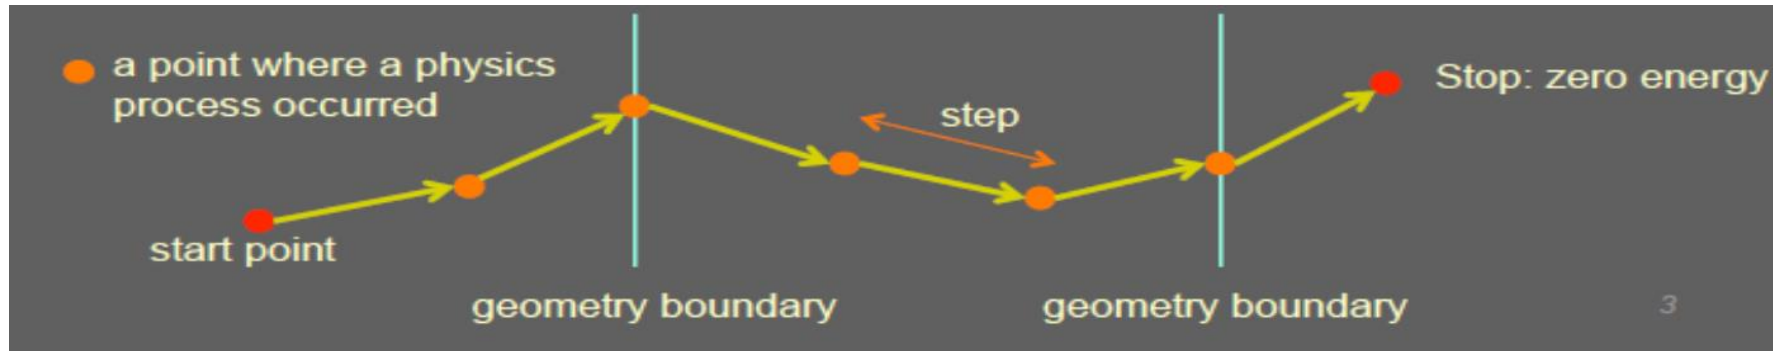 a point where a physics
process occurred
Stop: zero energy
step
start point
geometry boundary
geometry boundary
3